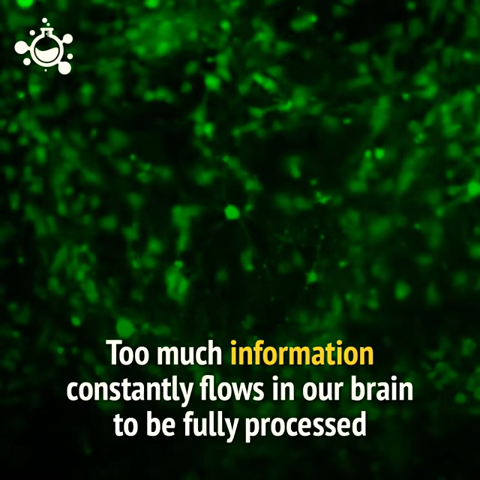 Too much information
constantly flows in our brain
to be fully processed